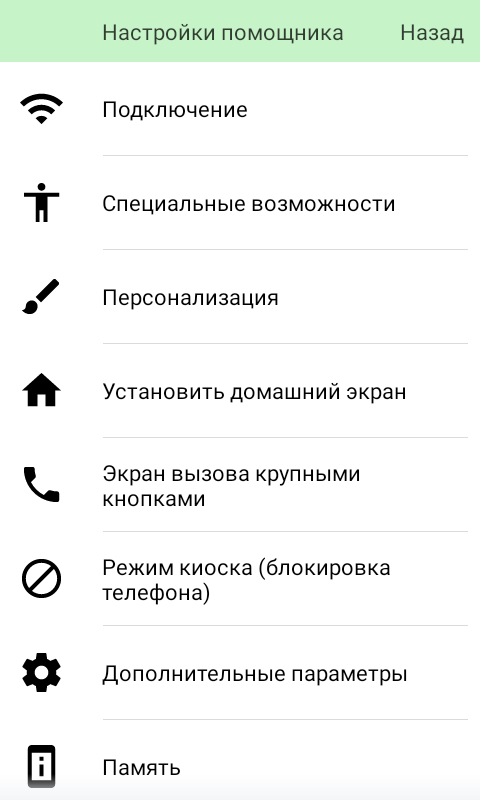 Настройки помощника Назад
Подключение
Специальные возможности
Персонализация
Установить домашний экран
Экран вызова крупными
кнопками
Режим киоска (блокировка
телефона)
Дополнительные параметры
Память